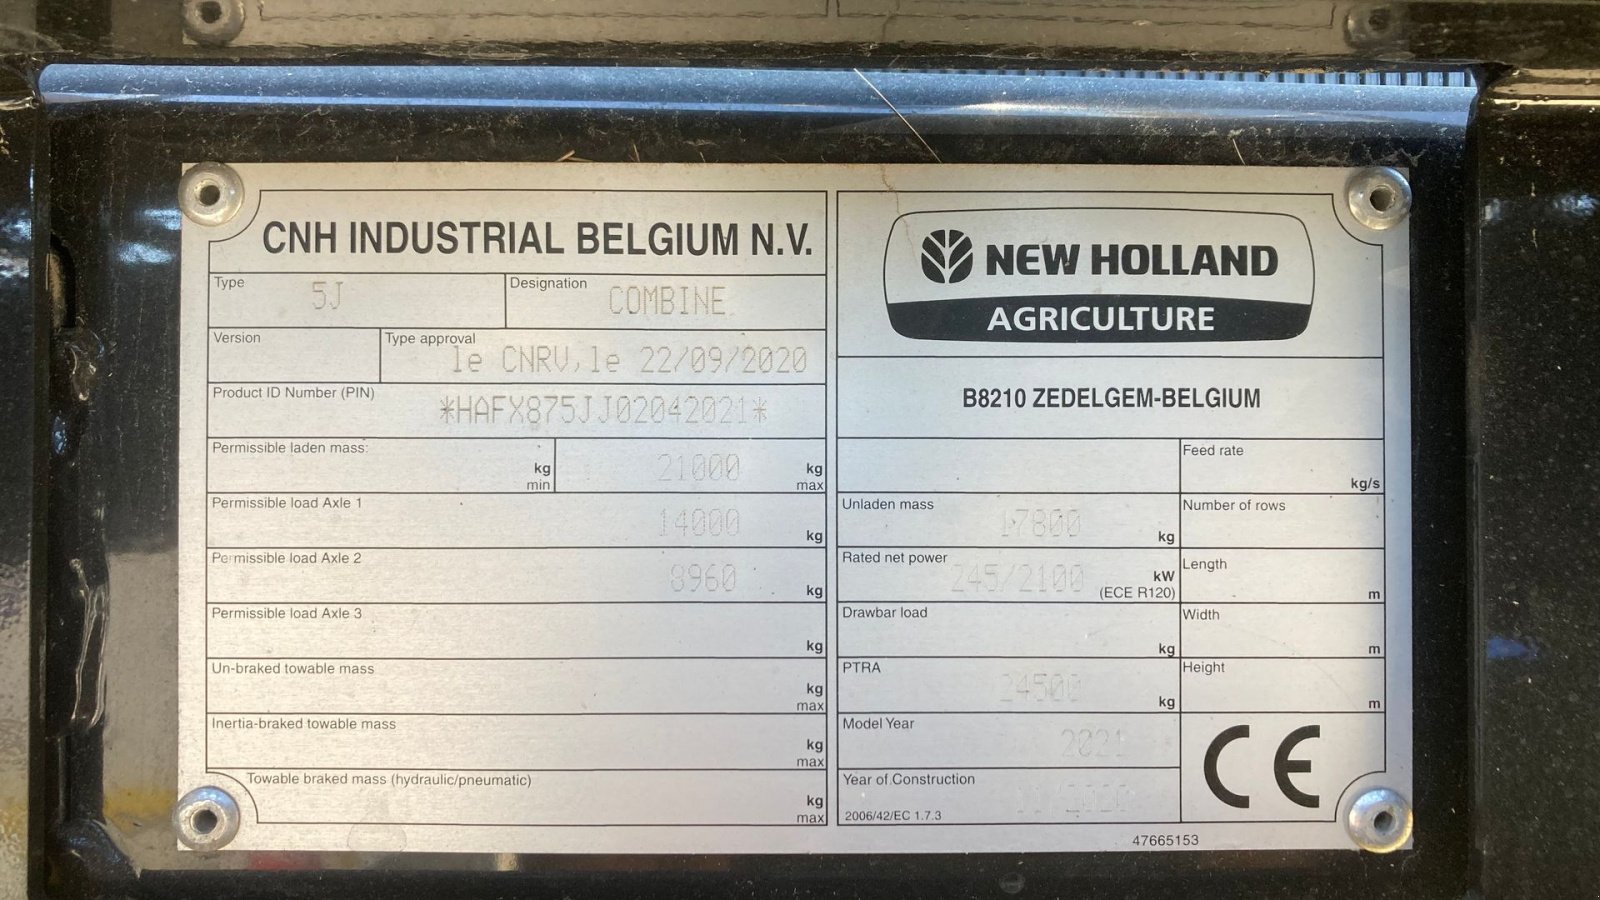 CNH INDUSTRIAL BELGIUM N.V.
Type 5J
Designation COMBINE
Version
Type approval le CNRV,le 22/09/2020
Product ID Number (PIN) *HAFX875JJ02042021*
Permissible laden mass: kg min 21000 kg max
Permissible load Axle 1 14000 kg
Permissible load Axle 2 8960 kg
Permissible load Axle 3 kg
Un-braked towable mass kg max
Inertia-braked towable mass kg max
Towable braked mass (hydraulic/pneumatic) kg max
NEW HOLLAND
AGRICULTURE
B8210 ZEDELGEM-BELGIUM
Feed rate kg/s
Unladen mass 17800 kg
Number of rows
Rated net power 245/2100 kW (ECE R120)
Length m
Drawbar load kg
Width m
PTRA 24500 kg
Height m
Model Year 2021
Year of Construction 11/2020
2006/42/EC 1.7.3
CE
47665153